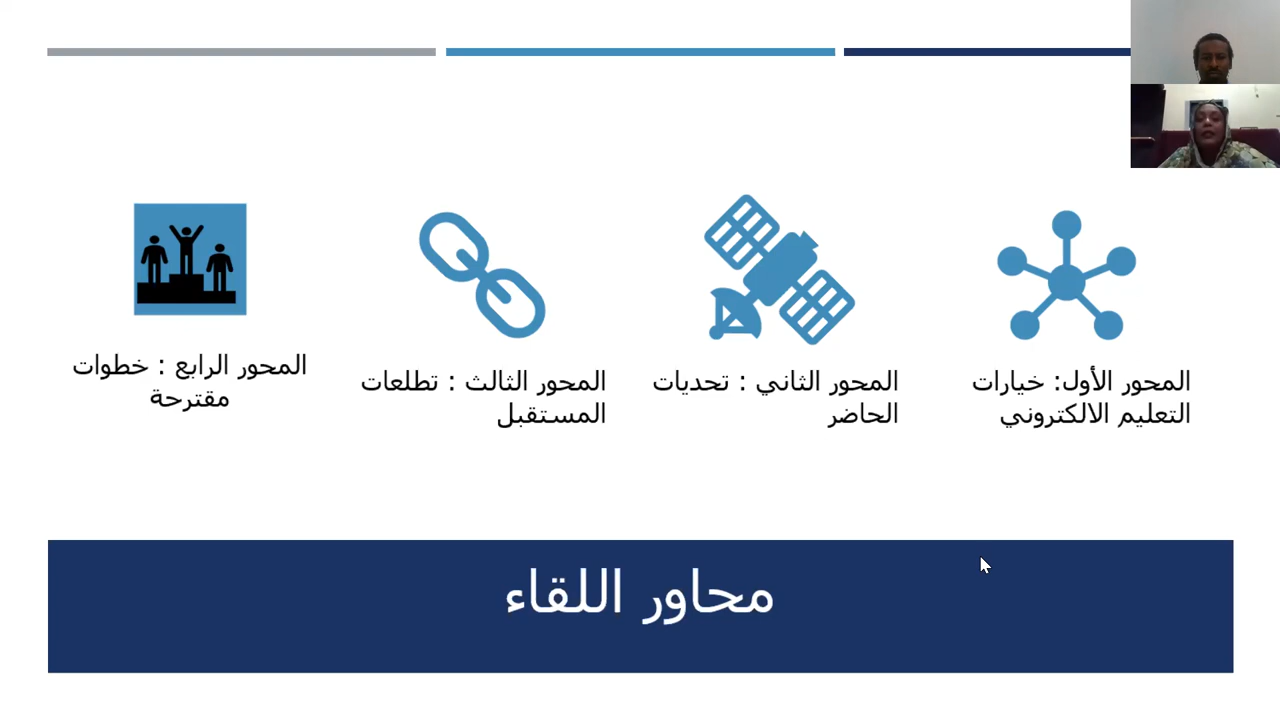 المحور الأول: خيارات
التعليم الالكتروني
المحور الثاني : تحديات
الحاضر
المحور الثالث : تطلعات
المستقبل
المحور الرابع : خطوات
مقترحة
محاور اللقاء